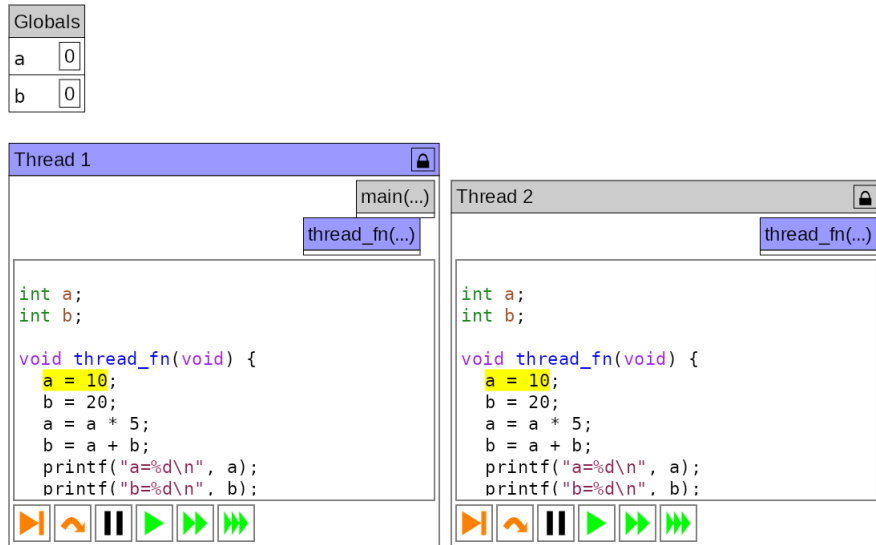 Globals
a 0
b 0
Thread 1
main(...)
thread_fn(...)
int a;
int b;
void thread_fn(void) {
a = 10;
b = 20;
a = a * 5;
b = a + b;
printf("a=%d\n", a);
printf("b=%d\n", b);
Thread 2
thread_fn(...)
int a;
int b;
void thread_fn(void) {
a = 10;
b = 20;
a = a * 5;
b = a + b;
printf("a=%d\n", a);
printf("b=%d\n", b);